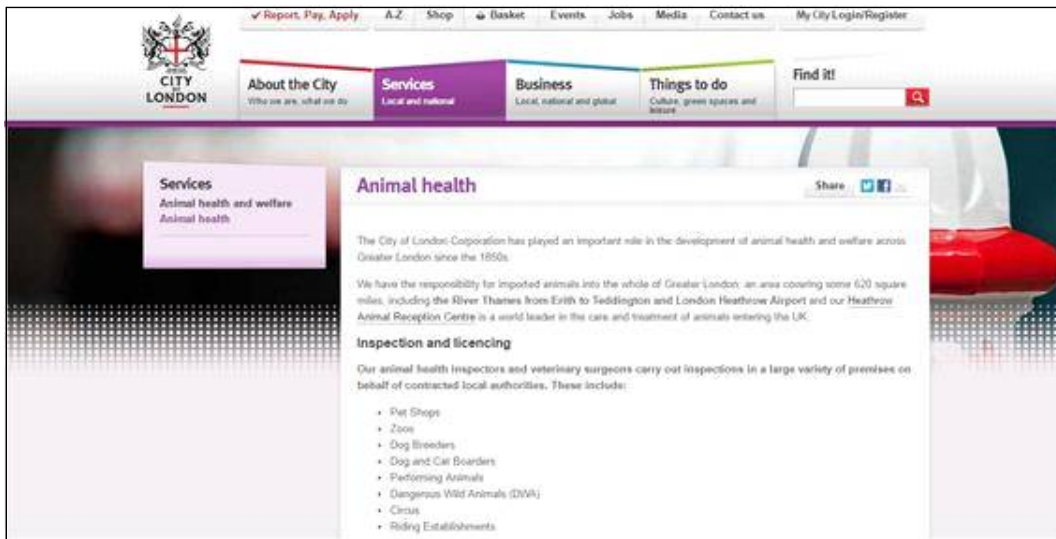 ✓ Report, Pay, Apply A-Z Shop Basket Events Jobs Media Contact us My City Login/Register
CITY
OF
LONDON
About the City
Who we are, what we do
Services
Local and national
Business
Local, national and global
Things to do
Culture, green spaces and
leisure
Find it!
Services
Animal health and welfare
Animal health
Animal health
Share
The City of London Corporation has played an important role in the development of animal health and welfare across
Greater London since the 1850s.
We have the responsibility for imported animals into the whole of Greater London; an area covering some 620 square
miles, including the River Thames from Erith to Teddington and London Heathrow Airport and our Heathrow
Animal Reception Centre is a world leader in the care and treatment of animals entering the UK.
Inspection and licencing
Our animal health inspectors and veterinary surgeons carry out inspections in a large variety of premises on
behalf of contracted local authorities. These include:
• Pet Shops
• Zoos
• Dog Breeders
• Dog and Cat Boarders
• Performing Animals
• Dangerous Wild Animals (DWA)
• Circus
• Riding Establishments